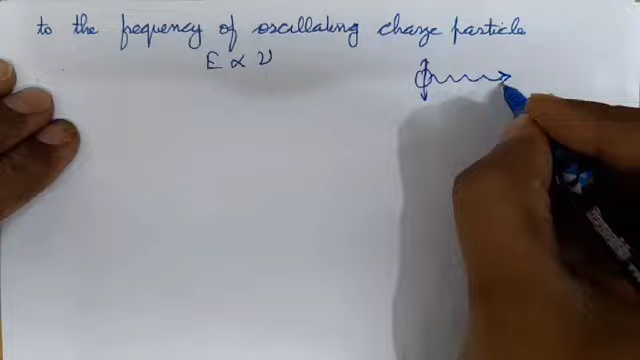 to the frequency of oscillating charge particle
E ∝ ν